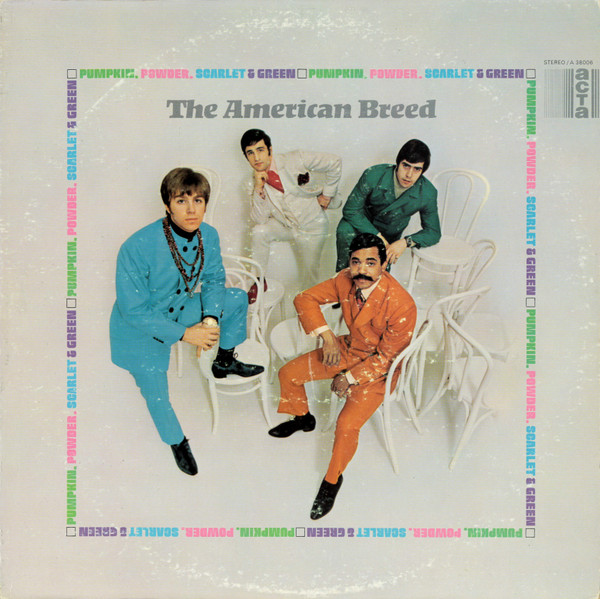 STEREO / A 38006
acta
PUMPKIN, POWDER, SCARLET & GREEN PUMPKIN, POWDER, SCARLET & GREEN
The American Breed
PUMPKIN, POWDER, SCARLET & GREEN PUMPKIN, POWDER, SCARLET & GREEN
PUMPKIN, POWDER, SCARLET & GREEN PUMPKIN, POWDER, SCARLET & GREEN
PUMPKIN, POWDER, SCARLET & GREEN PUMPKIN, POWDER, SCARLET & GREEN